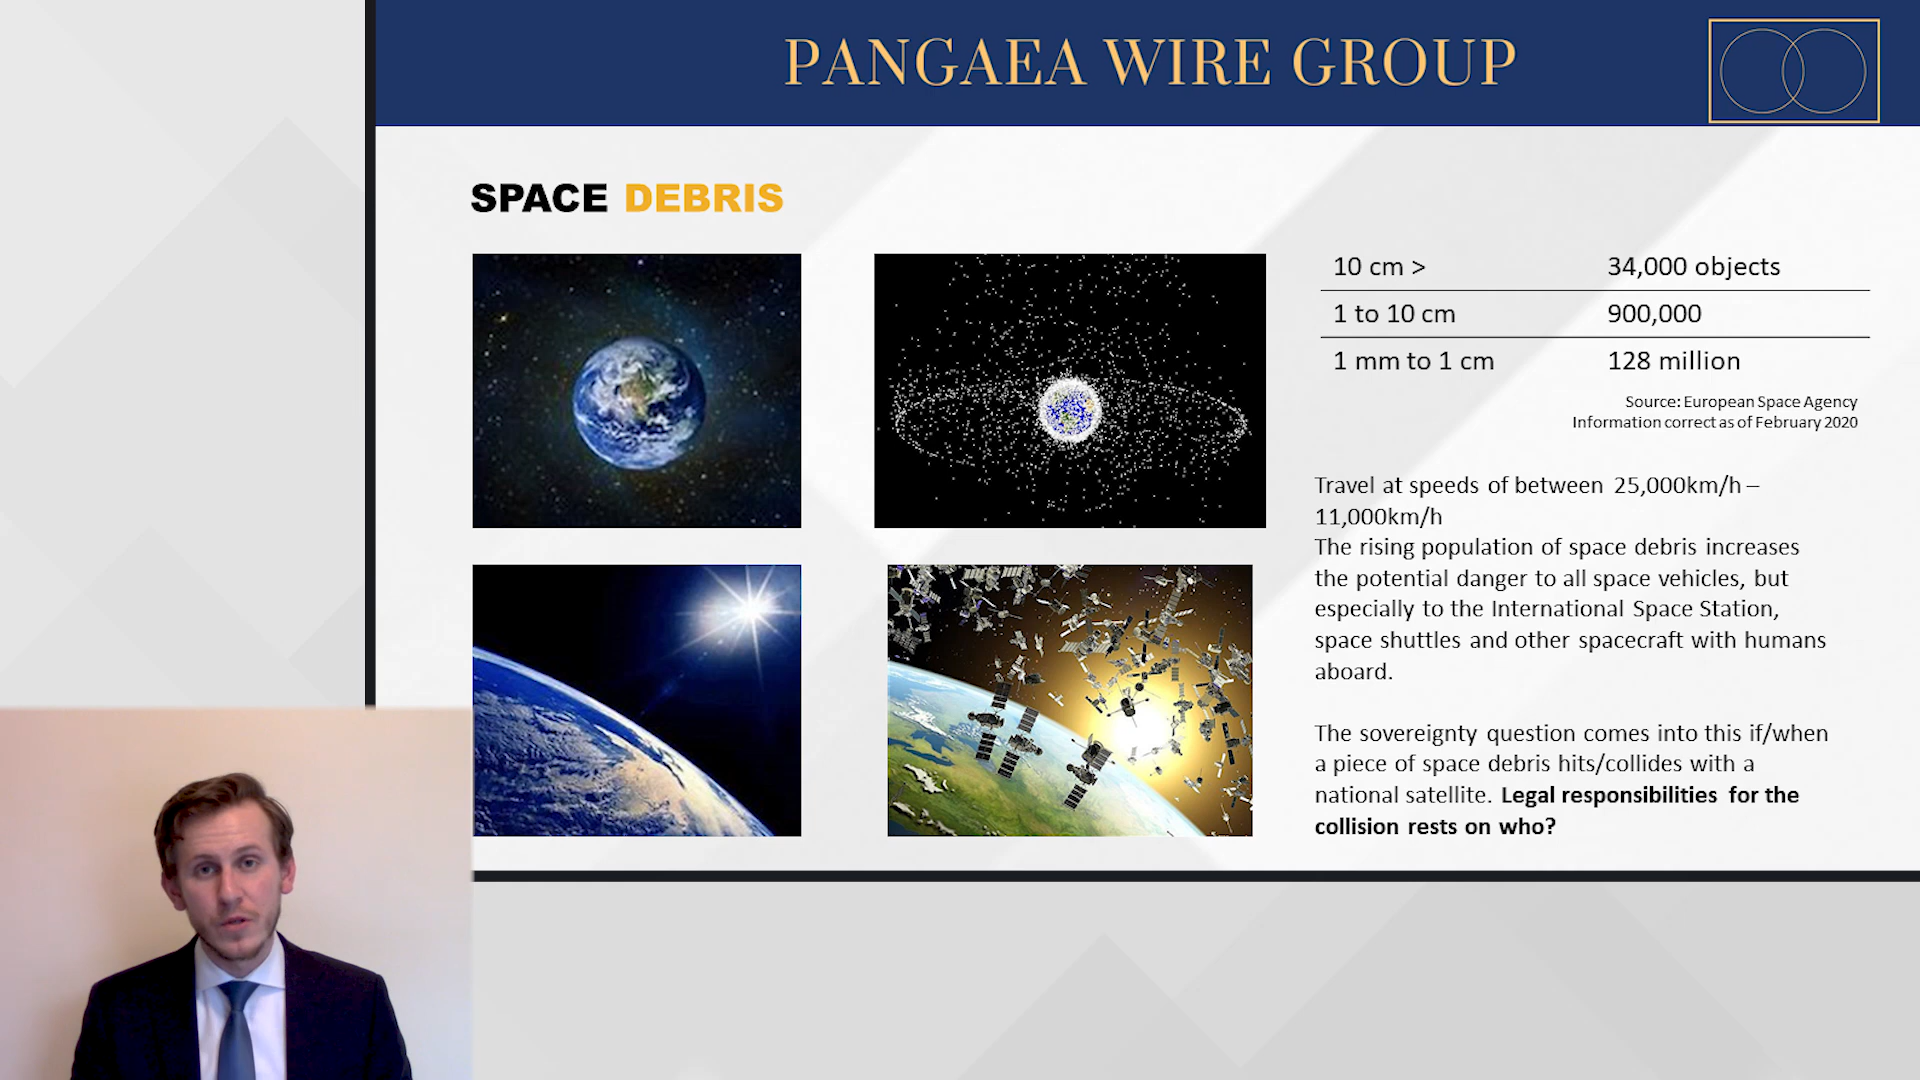 PANGAEA WIRE GROUP
SPACE DEBRIS
10 cm > 34,000 objects
1 to 10 cm 900,000
1 mm to 1 cm 128 million
Source: European Space Agency
Information correct as of February 2020
Travel at speeds of between 25,000km/h –
11,000km/h
The rising population of space debris increases
the potential danger to all space vehicles, but
especially to the International Space Station,
space shuttles and other spacecraft with humans
aboard.
The sovereignty question comes into this if/when
a piece of space debris hits/collides with a
national satellite. Legal responsibilities for the
collision rests on who?